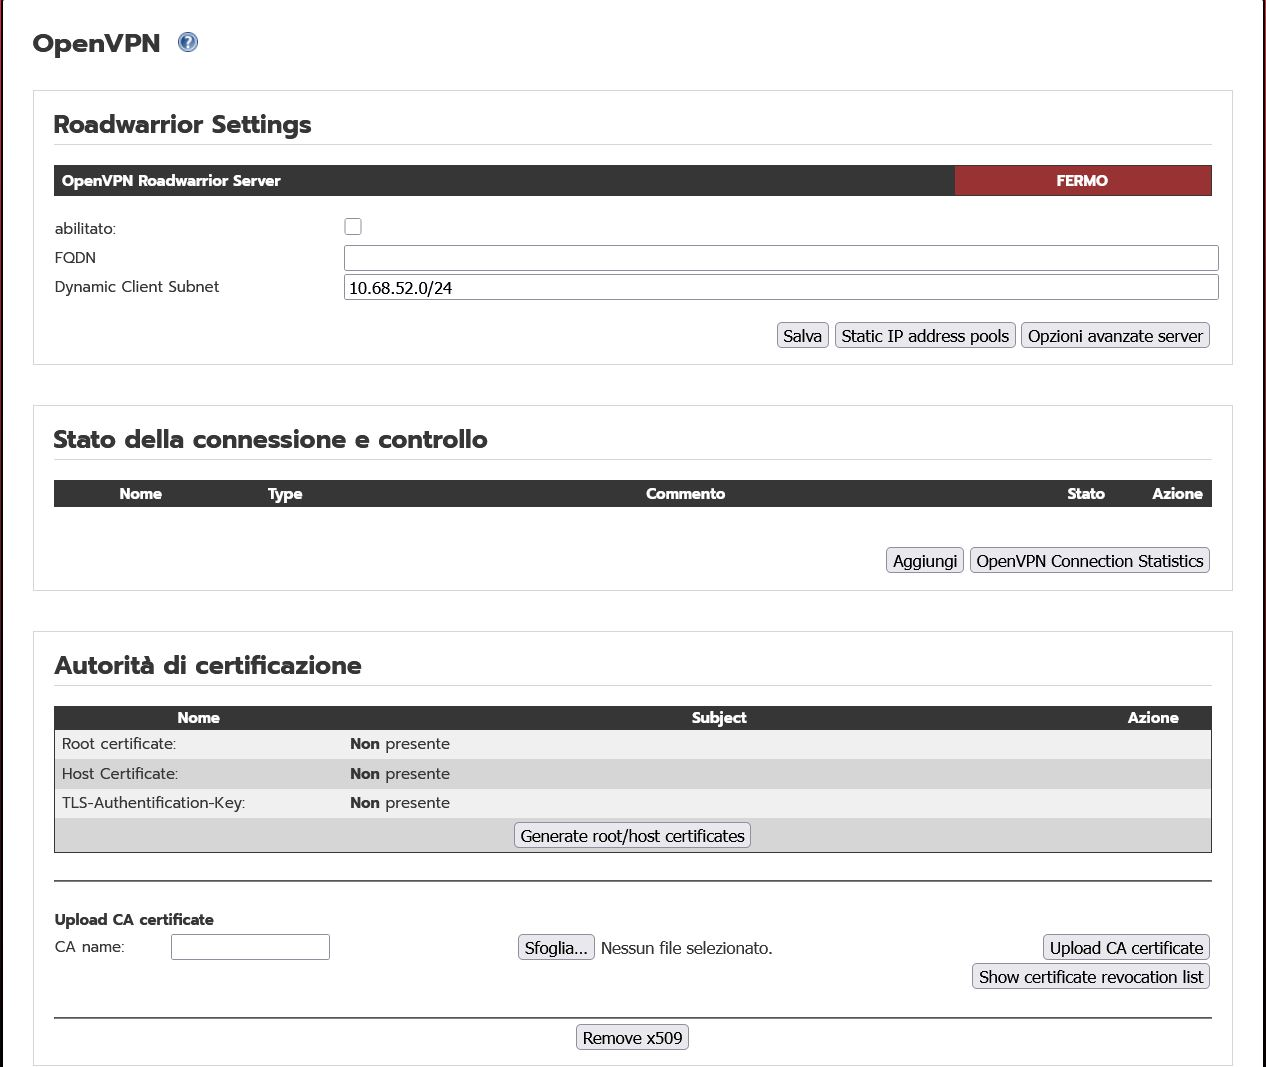 OpenVPN ?
Roadwarrior Settings
OpenVPN Roadwarrior Server FERMO
abilitato:
FQDN
Dynamic Client Subnet 10.68.52.0/24
Salva Static IP address pools Opzioni avanzate server
Stato della connessione e controllo
Nome Type Commento Stato Azione
Aggiungi OpenVPN Connection Statistics
Autorità di certificazione
Nome Subject Azione
Root certificate: Non presente
Host Certificate: Non presente
TLS-Authentification-Key: Non presente
Generate root/host certificates
Upload CA certificate
CA name: Sfoglia... Nessun file selezionato. Upload CA certificate
Show certificate revocation list
Remove x509